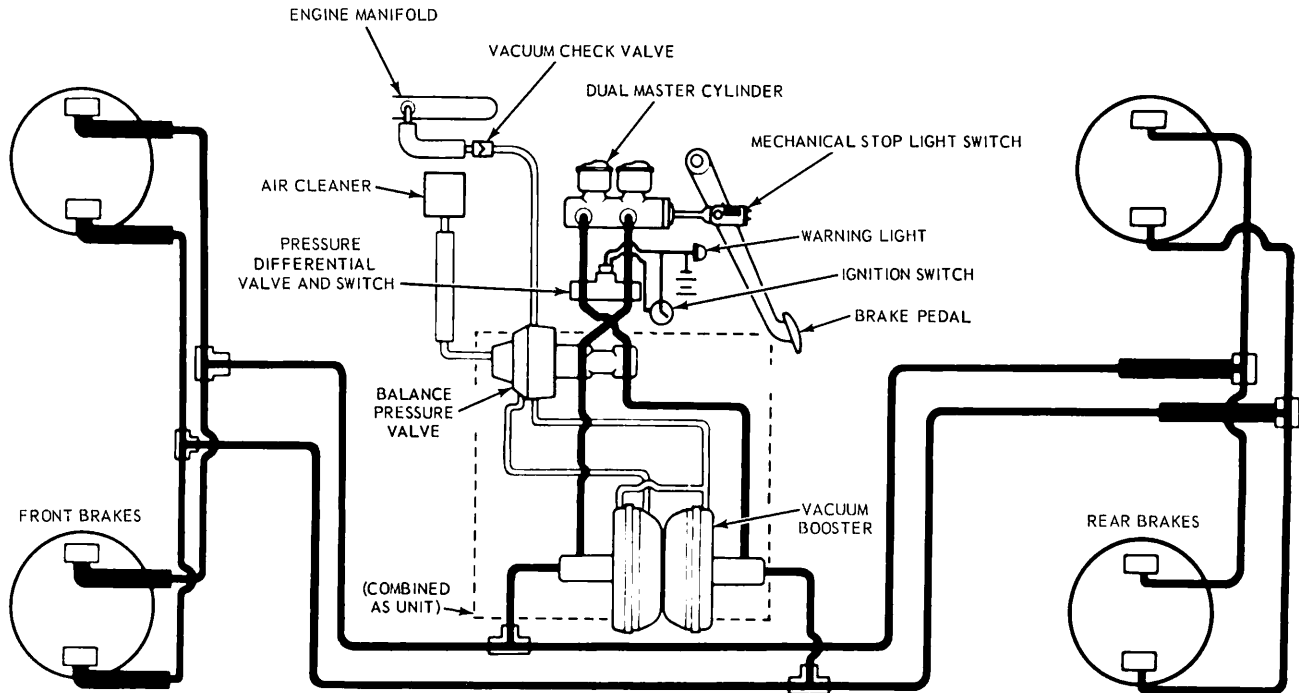 ENGINE MANIFOLD
VACUUM CHECK VALVE
DUAL MASTER CYLINDER
MECHANICAL STOP LIGHT SWITCH
AIR CLEANER
WARNING LIGHT
PRESSURE
DIFFERENTIAL
VALVE AND SWITCH
IGNITION SWITCH
BRAKE PEDAL
BALANCE
PRESSURE
VALVE
FRONT BRAKES
VACUUM
BOOSTER
REAR BRAKES
(COMBINED
AS UNIT)